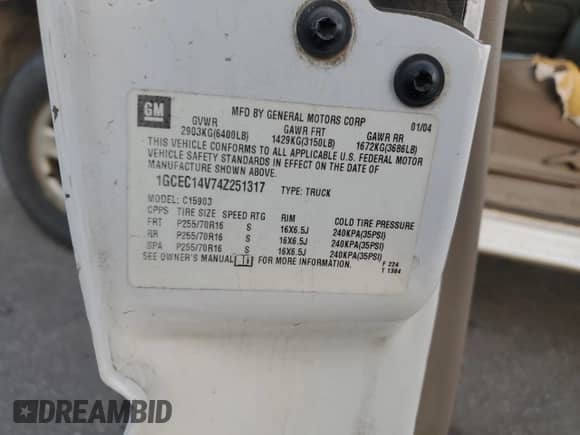 GM
MFD BY GENERAL MOTORS CORP 01/04
GVWR GAWR FRT GAWR RR
2903KG(6400LB) 1429KG(3150LB) 1672KG(3686LB)
THIS VEHICLE CONFORMS TO ALL APPLICABLE U.S. FEDERAL MOTOR
VEHICLE SAFETY STANDARDS IN EFFECT ON THE DATE OF
MANUFACTURE SHOWN ABOVE.
1GCEC14V74Z251317 TYPE: TRUCK
MODEL: C15903
CPPS TIRE SIZE SPEED RTG RIM COLD TIRE PRESSURE
FRT P255/70R16 S 16X6.5J 240KPA(35PSI)
RR P255/70R16 S 16X6.5J 240KPA(35PSI)
SPA P255/70R16 S 16X6.5J 240KPA(35PSI)
SEE OWNER'S MANUAL FOR MORE INFORMATION.
F 224
T 1304
DREAMBID